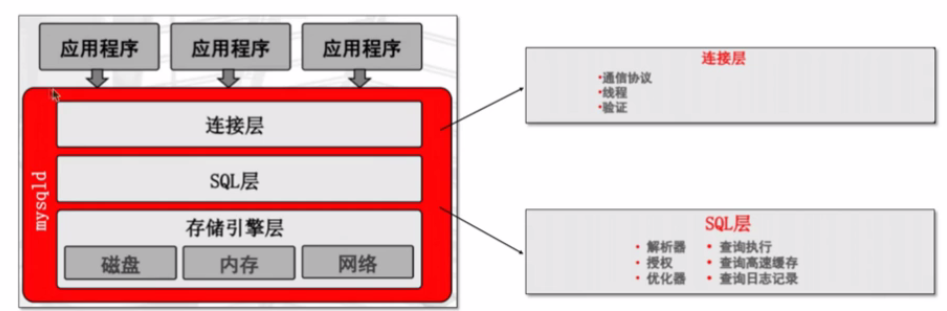 应用程序 应用程序 应用程序
mysqld
连接层
SQL层
存储引擎层
磁盘 内存 网络
连接层
•通信协议
•线程
•验证
SQL层
• 解析器 • 查询执行
• 授权 • 查询高速缓存
• 优化器 • 查询日志记录